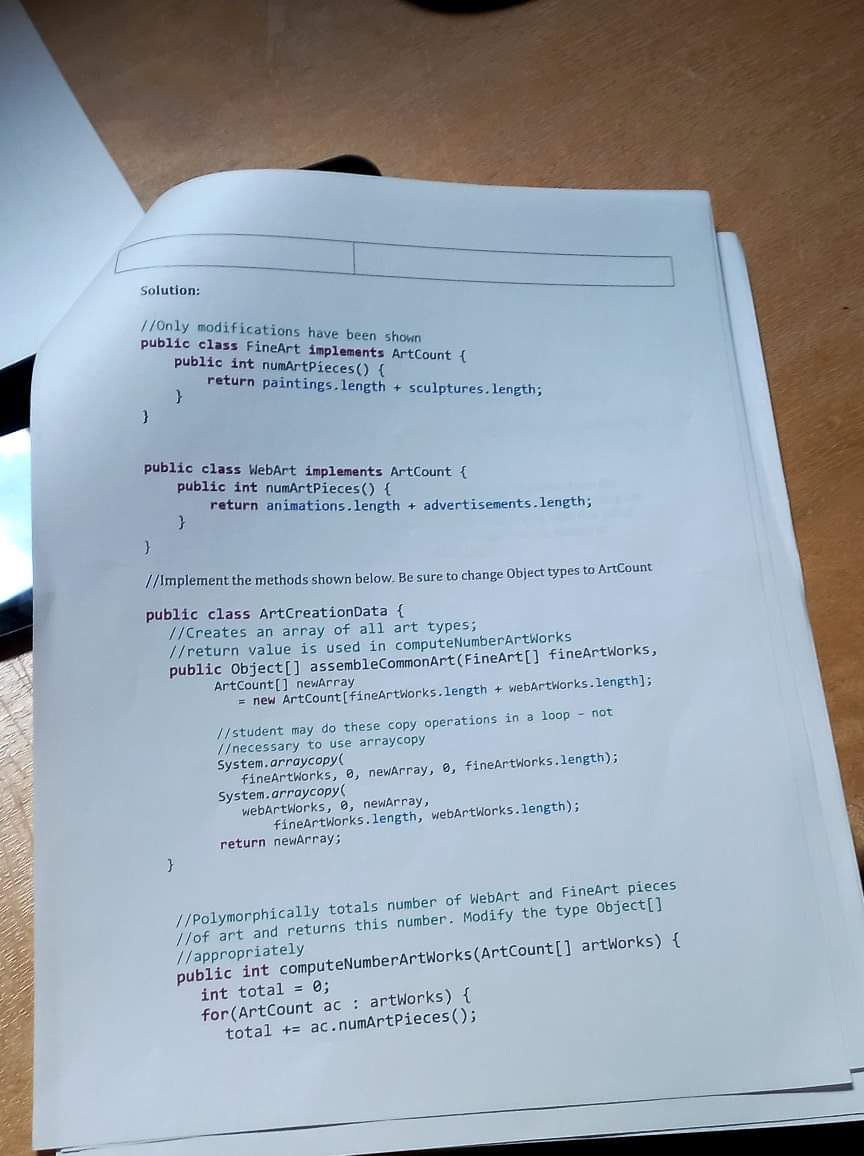 Solution:
//Only modifications have been shown
public class FineArt implements ArtCount {
public int numArtPieces() {
return paintings.length + sculptures.length;
}
}
public class WebArt implements ArtCount {
public int numArtPieces() {
return animations.length + advertisements.length;
}
}
//Implement the methods shown below. Be sure to change Object types to ArtCount
public class ArtCreationData {
//Creates an array of all art types;
//return value is used in computeNumberArtWorks
public Object[] assembleCommonArt(FineArt[] fineArtWorks,
ArtCount[] newArray
= new ArtCount[fineArtWorks.length + webArtWorks.length];
//student may do these copy operations in a loop – not
//necessary to use arraycopy
System.arraycopy(
fineArtWorks, 0, newArray, 0, fineArtWorks.length);
System.arraycopy(
webArtWorks, 0, newArray,
fineArtWorks.length, webArtWorks.length);
return newArray;
}
//Polymorphically totals number of WebArt and FineArt pieces
//of art and returns this number. Modify the type Object[]
//appropriately
public int computeNumberArtWorks(ArtCount[] artWorks) {
int total = 0;
for(ArtCount ac : artWorks) {
total += ac.numArtPieces();